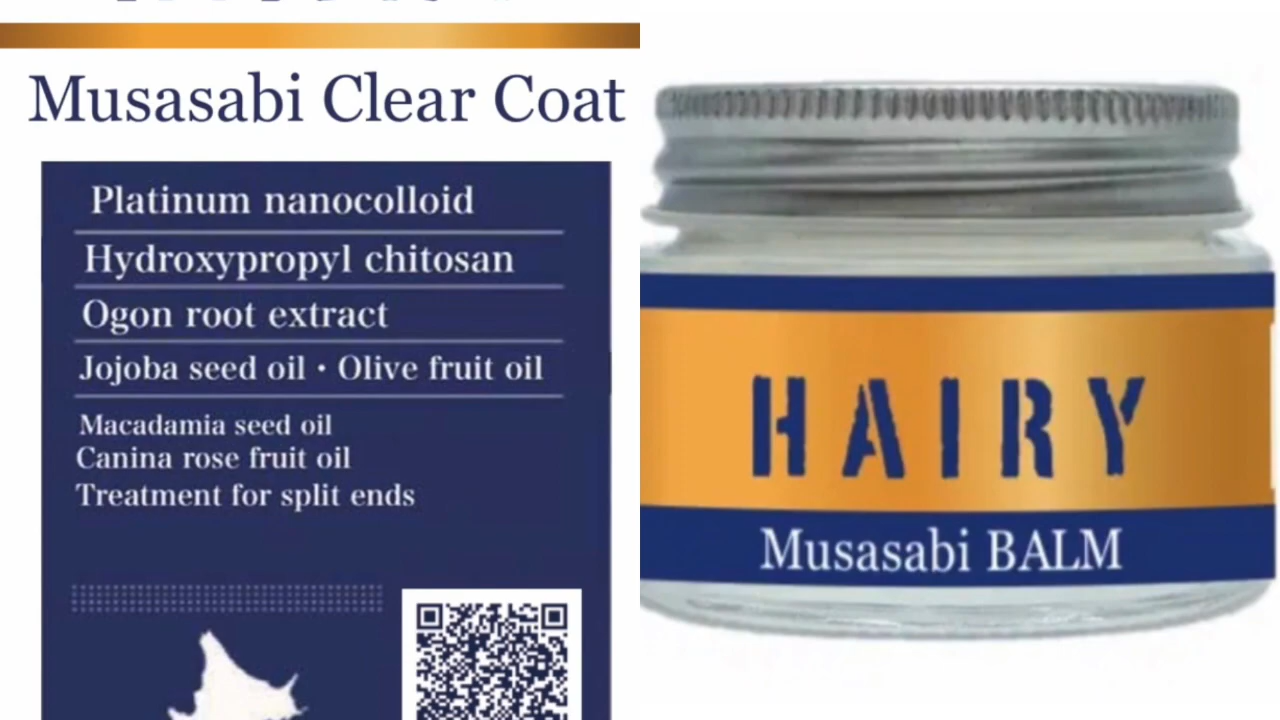 Musasabi Clear Coat
Platinum nanocolloid
Hydroxypropyl chitosan
Ogon root extract
Jojoba seed oil・Olive fruit oil
Macadamia seed oil
Canina rose fruit oil
Treatment for split ends
HAIRY
Musasabi BALM